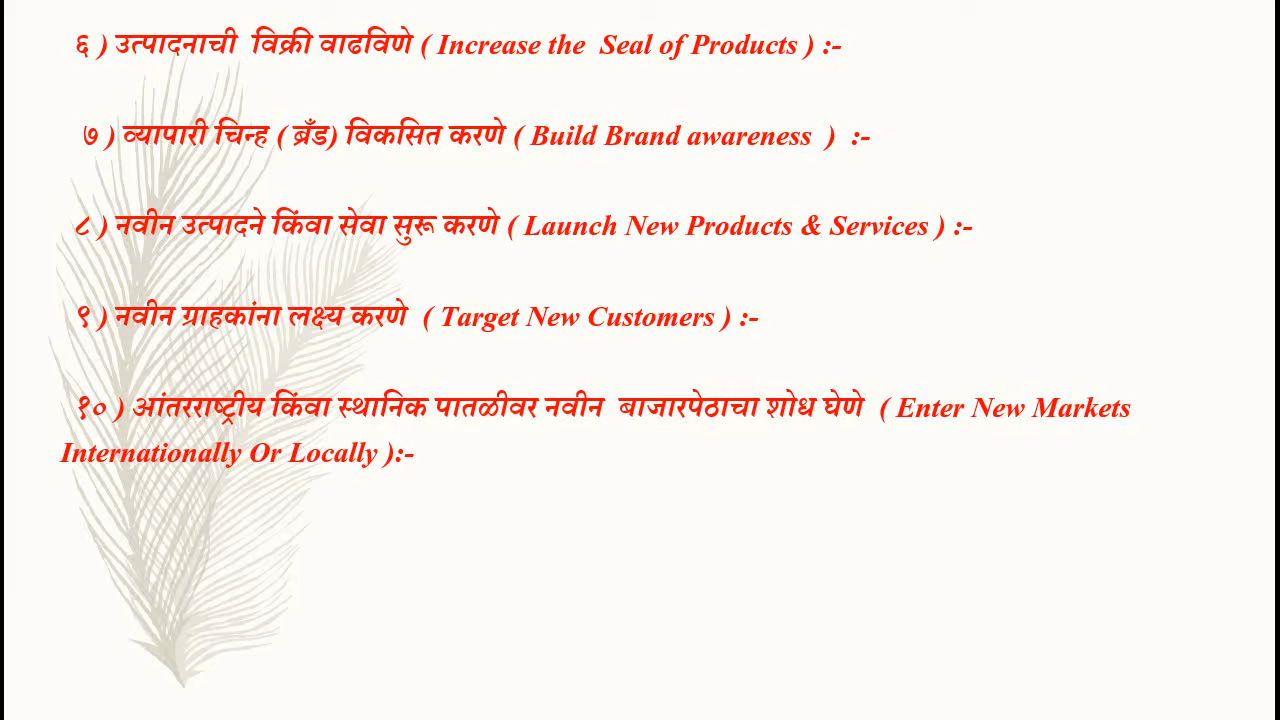 ६ ) उत्पादनाची विक्री वाढविणे ( Increase the Seal of Products ) :-
७ ) व्यापारी चिन्ह ( ब्रँड) विकसित करणे ( Build Brand awareness ) :-
८ ) नवीन उत्पादने किंवा सेवा सुरू करणे ( Launch New Products & Services ) :-
९ ) नवीन ग्राहकांना लक्ष्य करणे ( Target New Customers ) :-
१० ) आंतरराष्ट्रीय किंवा स्थानिक पातळीवर नवीन बाजारपेठाचा शोध घेणे ( Enter New Markets
Internationally Or Locally ):-